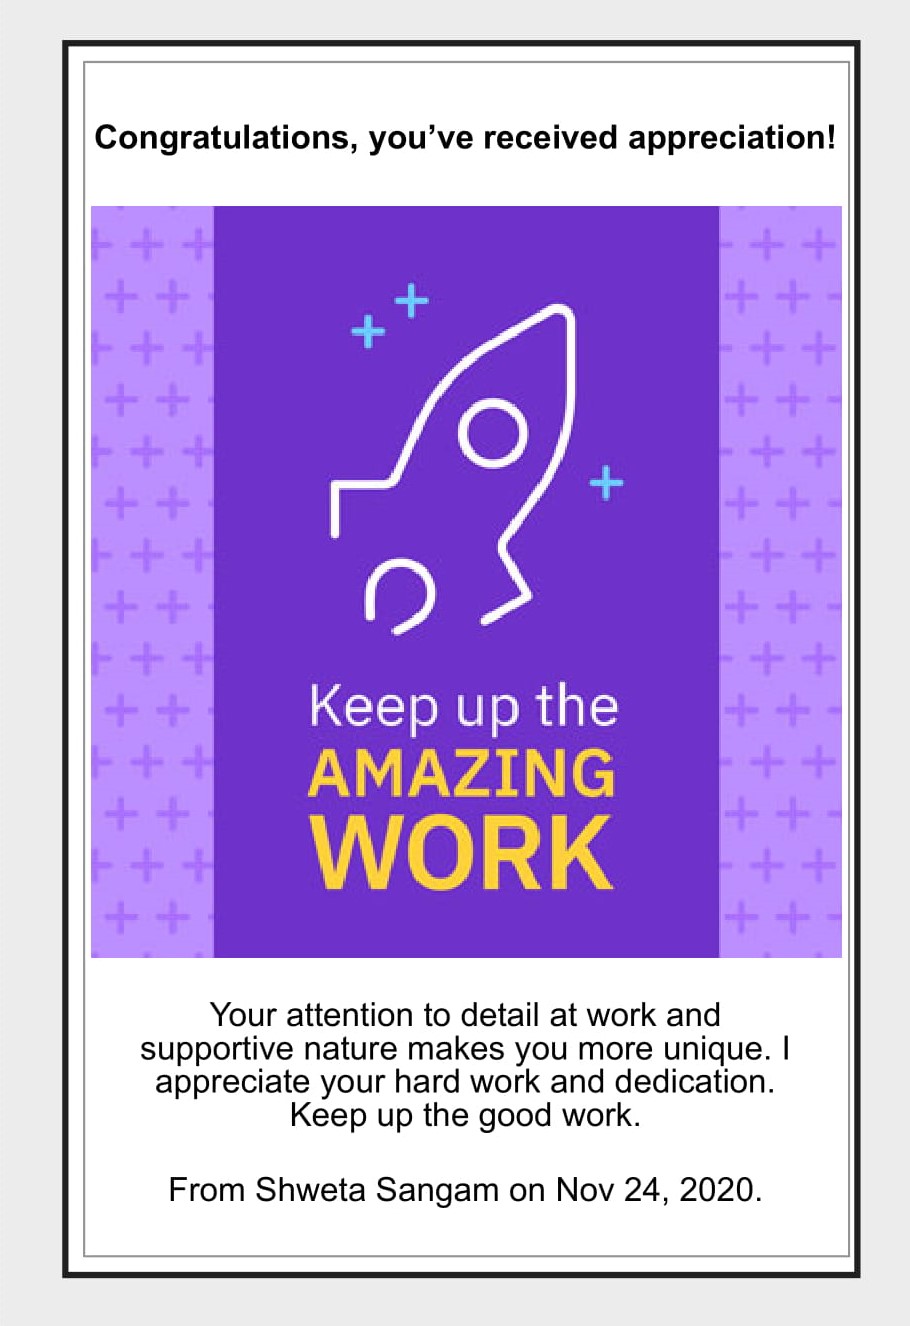 Congratulations, you’ve received appreciation!
Keep up the
AMAZING
WORK
Your attention to detail at work and
supportive nature makes you more unique. I
appreciate your hard work and dedication.
Keep up the good work.
From Shweta Sangam on Nov 24, 2020.